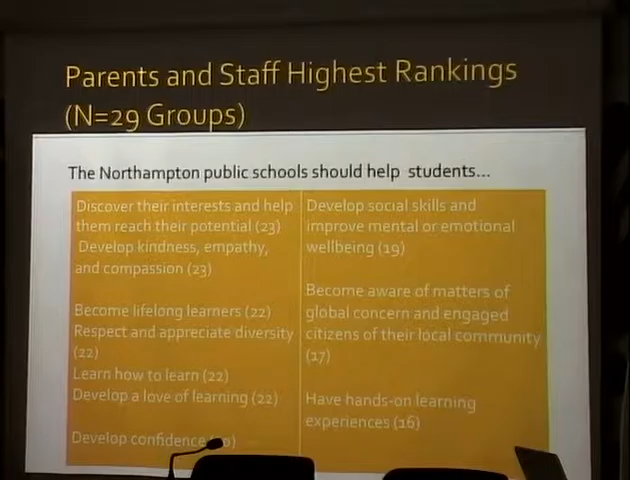 Parents and Staff Highest Rankings
(N=29 Groups)
The Northampton public schools should help students...
Discover their interests and help
them reach their potential (23)
Develop kindness, empathy,
and compassion (23)
Become lifelong learners (22)
Respect and appreciate diversity
(22)
Learn how to learn (22)
Develop a love of learning (22)
Develop confidence
Develop social skills and
improve mental or emotional
wellbeing (19)
Become aware of matters of
global concern and engaged
citizens of their local community
(17)
Have hands-on learning
experiences (16)